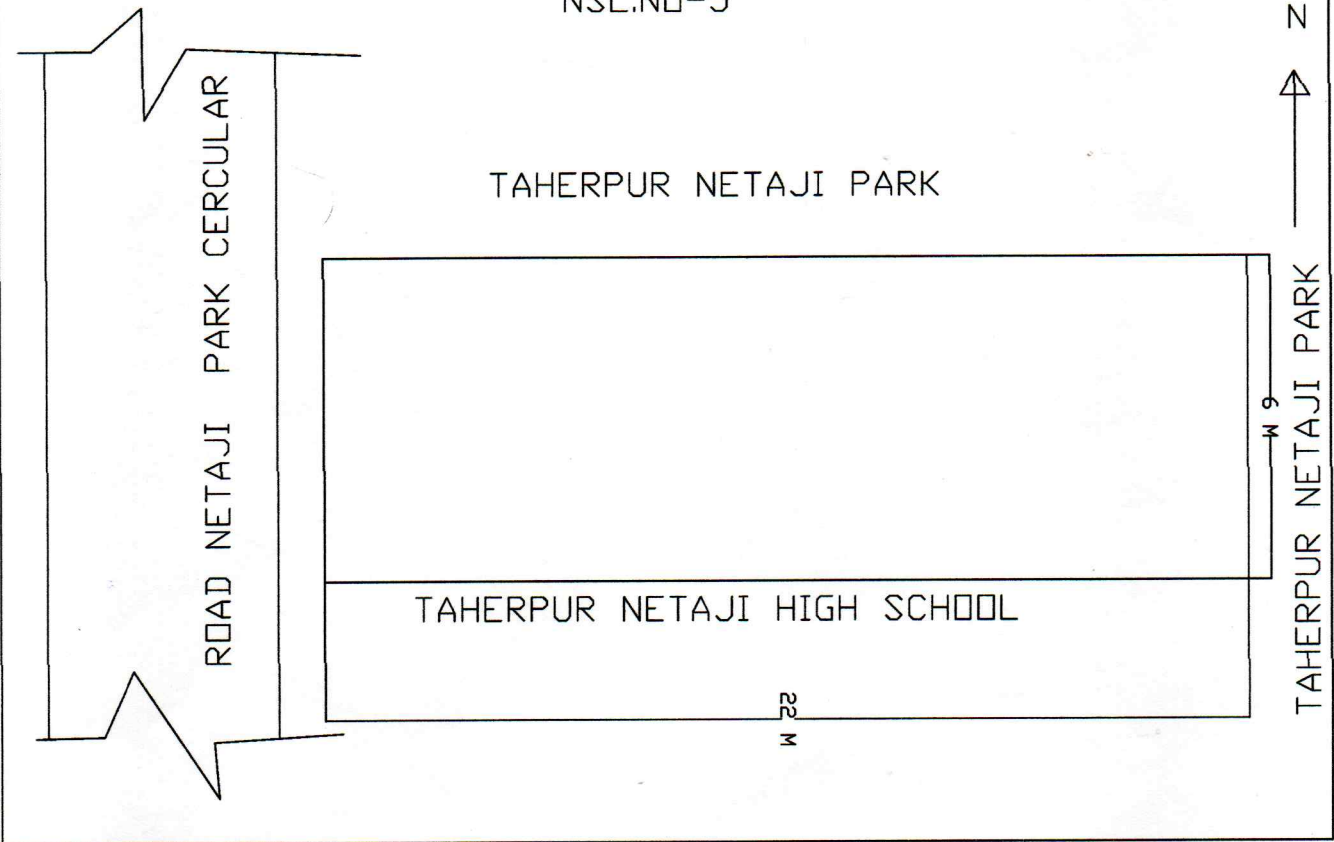 N
TAHERPUR NETAJI PARK
ROAD NETAJI PARK CERCULAR
6 M
TAHERPUR NETAJI PARK
TAHERPUR NETAJI HIGH SCHOOL
22 M